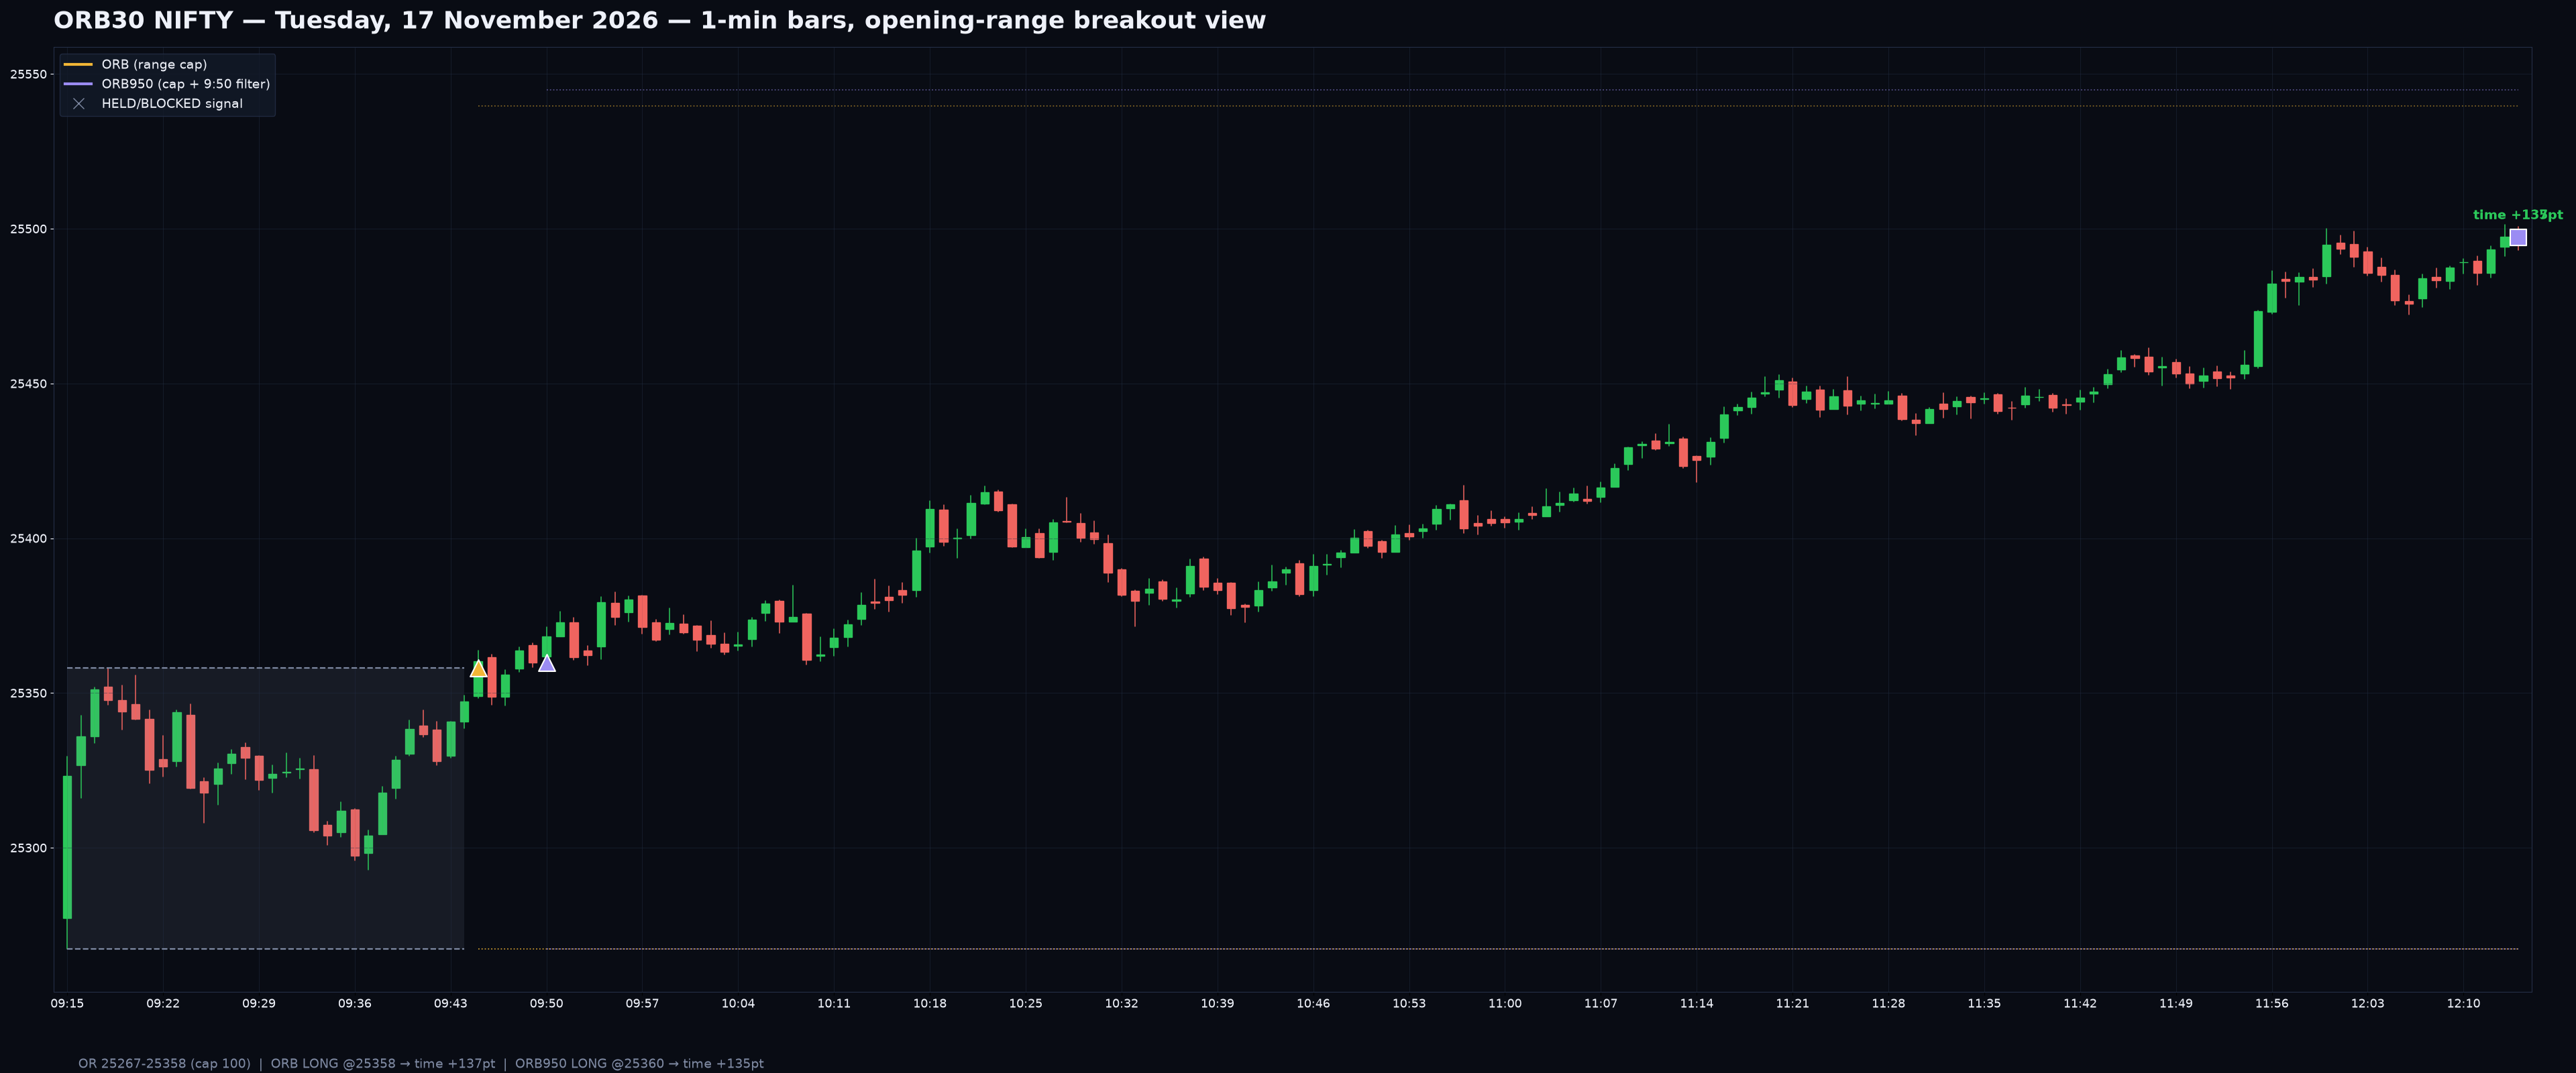 ORB30 NIFTY — Tuesday, 17 November 2026 — 1-min bars, opening-range breakout view
ORB (range cap)
ORB950 (cap + 9:50 filter)
HELD/BLOCKED signal
25550
25500
25450
25400
25350
25300
time +135pt
09:15 09:22 09:29 09:36 09:43 09:50 09:57 10:04 10:11 10:18 10:25 10:32 10:39 10:46 10:53 11:00 11:07 11:14 11:21 11:28 11:35 11:42 11:49 11:56 12:03 12:10
OR 25267-25358 (cap 100) | ORB LONG @25358 → time +137pt | ORB950 LONG @25360 → time +135pt